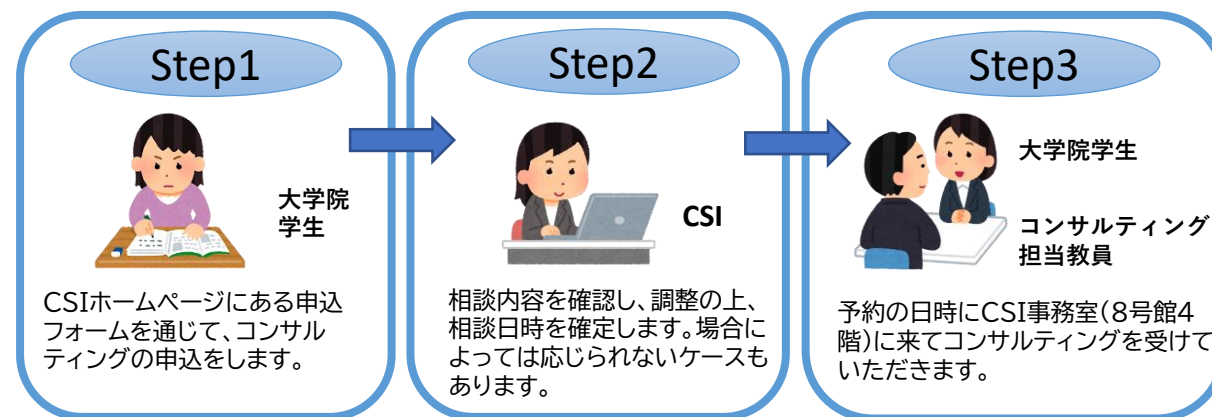 Step1
大学院
学生
CSIホームページにある申込
フォームを通じて、コンサル
ティングの申込をします。
Step2
CSI
相談内容を確認し、調整の上、
相談日時を確定します。場合に
よっては応じられないケースも
あります。
Step3
大学院学生
コンサルティング
担当教員
予約の日時にCSI事務室(8号館4
階)に来てコンサルティングを受けて
いただきます。